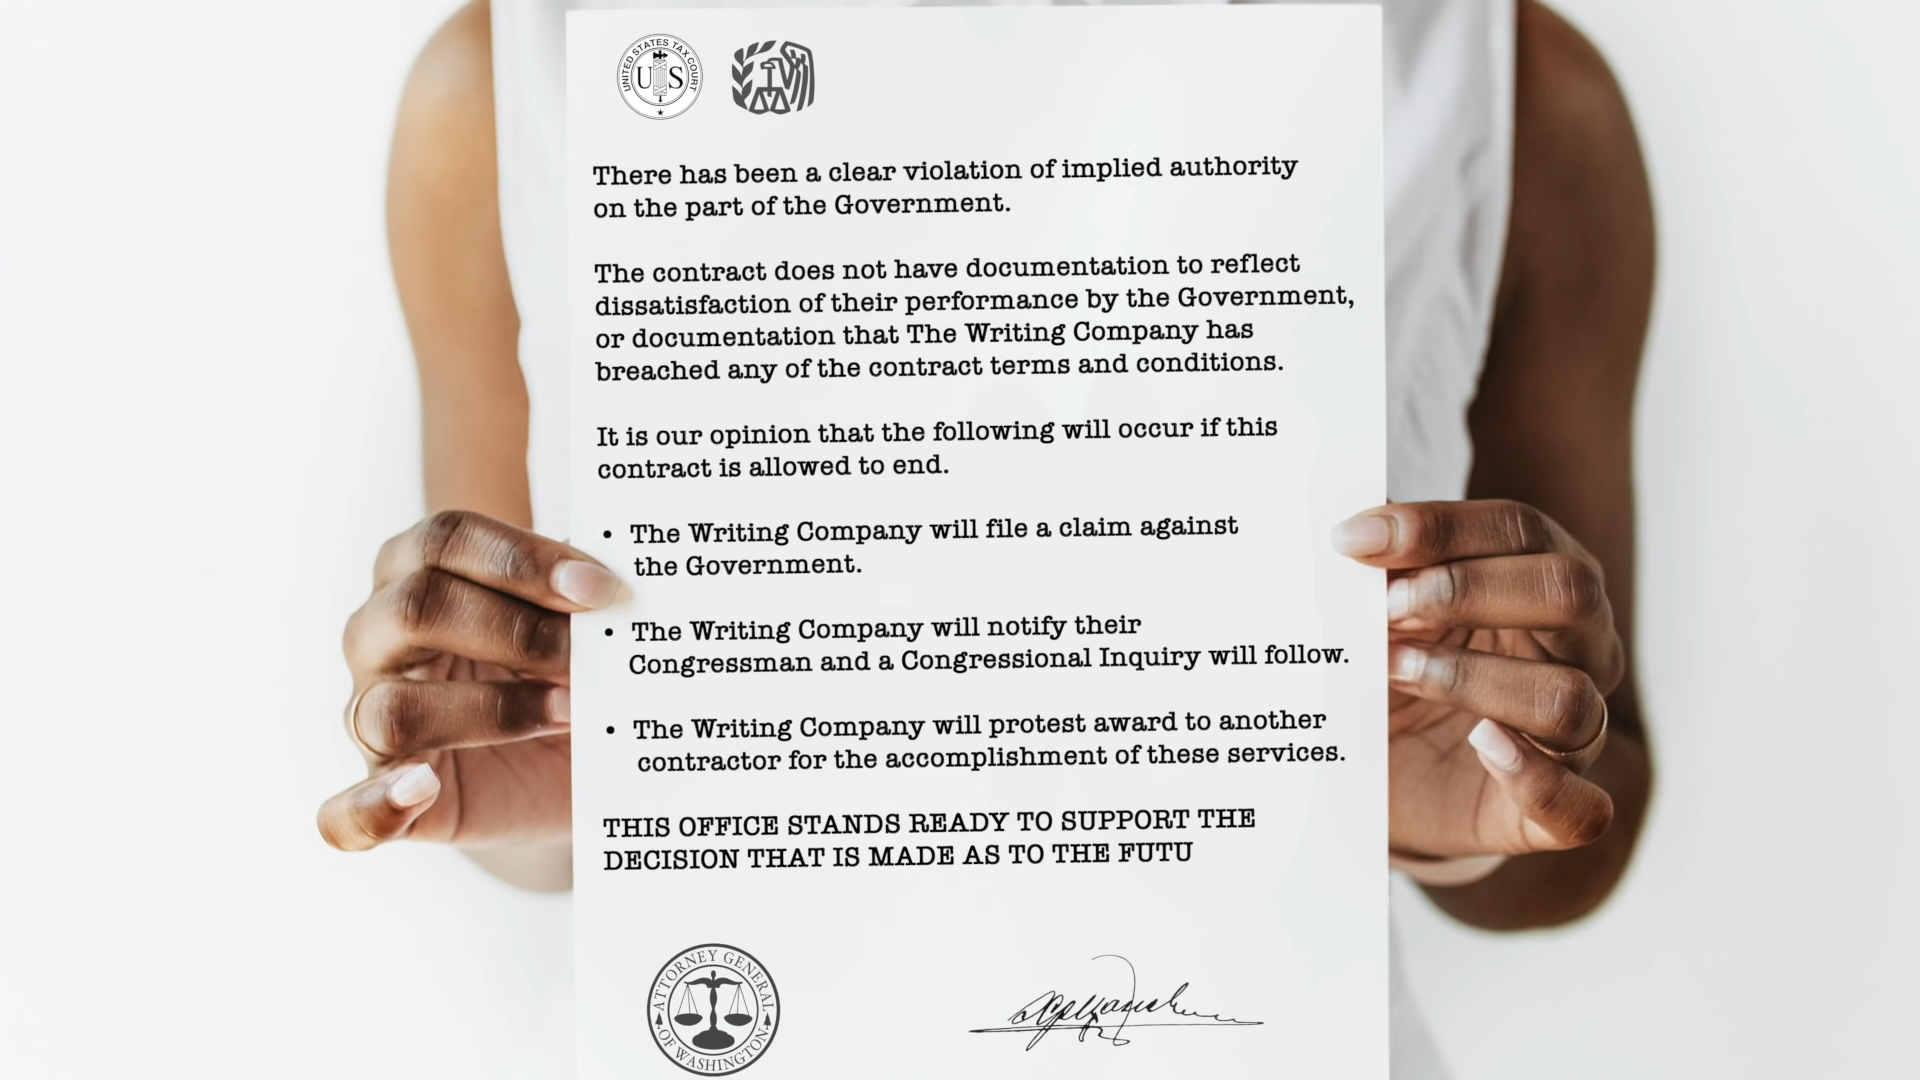 UNITED STATES TAX COURT
US
There has been a clear violation of implied authority
on the part of the Government.
The contract does not have documentation to reflect
dissatisfaction of their performance by the Government,
or documentation that The Writing Company has
breached any of the contract terms and conditions.
It is our opinion that the following will occur if this
contract is allowed to end.
• The Writing Company will file a claim against
the Government.
• The Writing Company will notify their
Congressman and a Congressional Inquiry will follow.
• The Writing Company will protest award to another
contractor for the accomplishment of these services.
THIS OFFICE STANDS READY TO SUPPORT THE
DECISION THAT IS MADE AS TO THE FUTU
ATTORNEY GENERAL
OF WASHINGTON